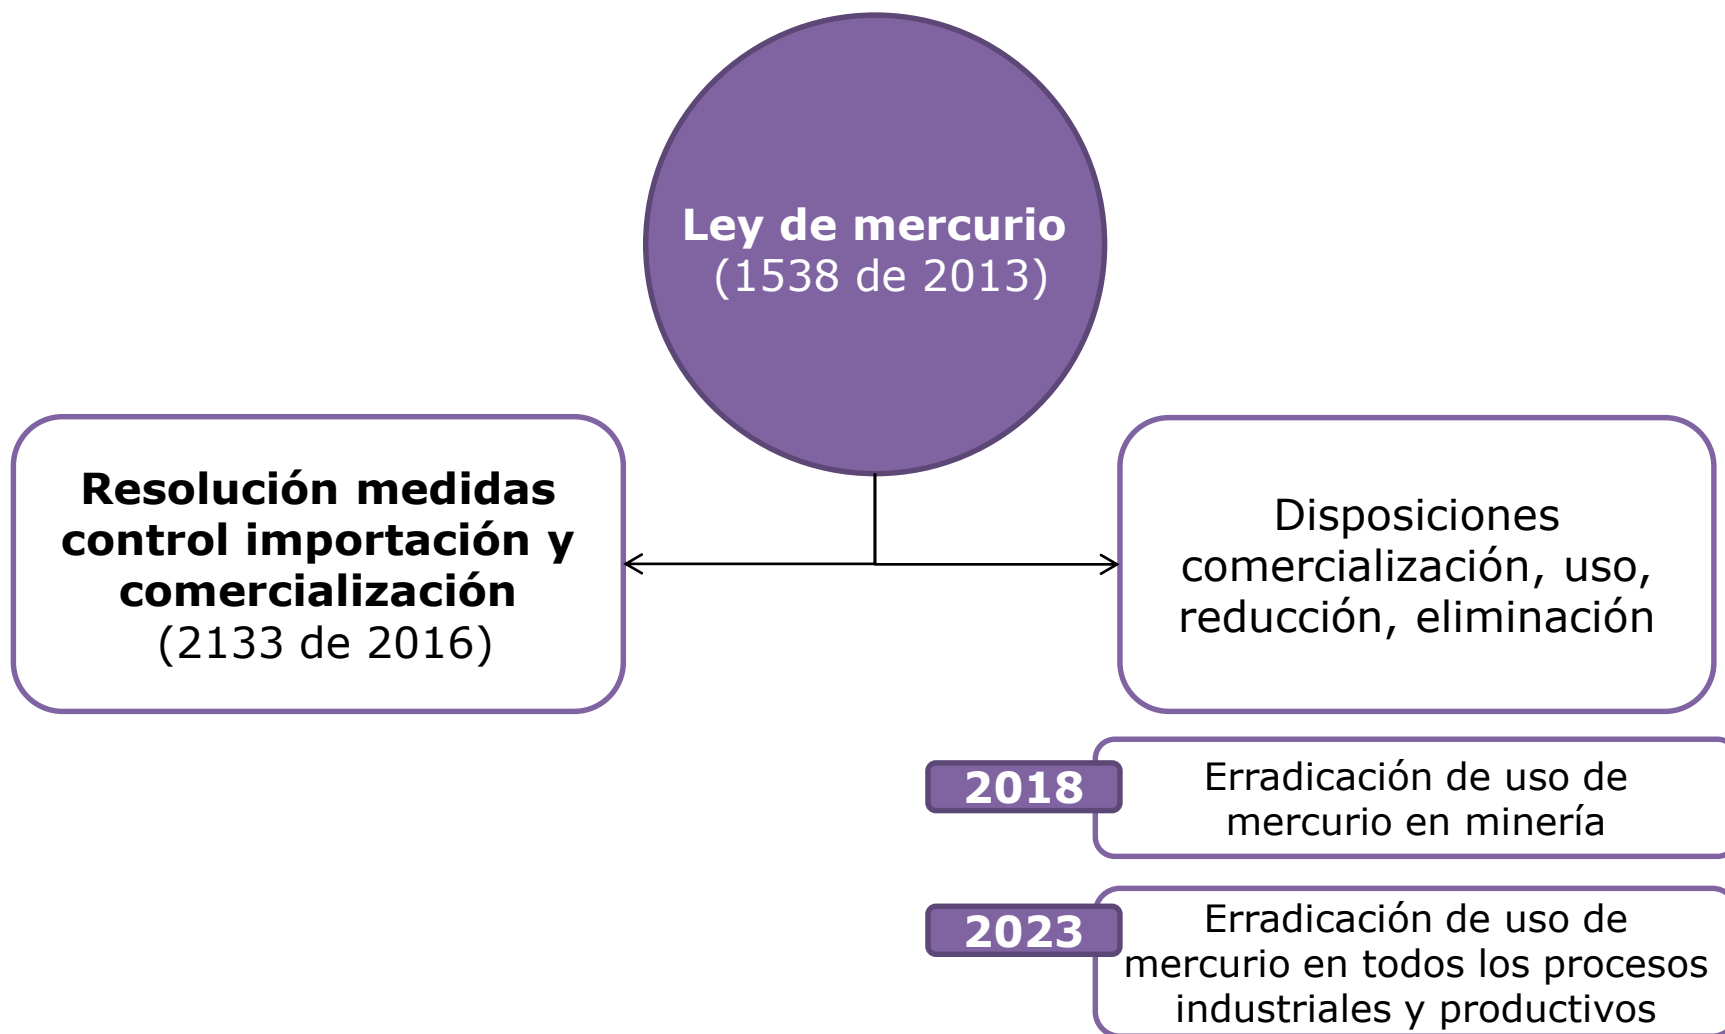 Ley de mercurio
(1538 de 2013)
Resolución medidas
control importación y
comercialización
(2133 de 2016)
Disposiciones
comercialización, uso,
reducción, eliminación
2018
Erradicación de uso de
mercurio en minería
2023
Erradicación de uso de
mercurio en todos los procesos
industriales y productivos